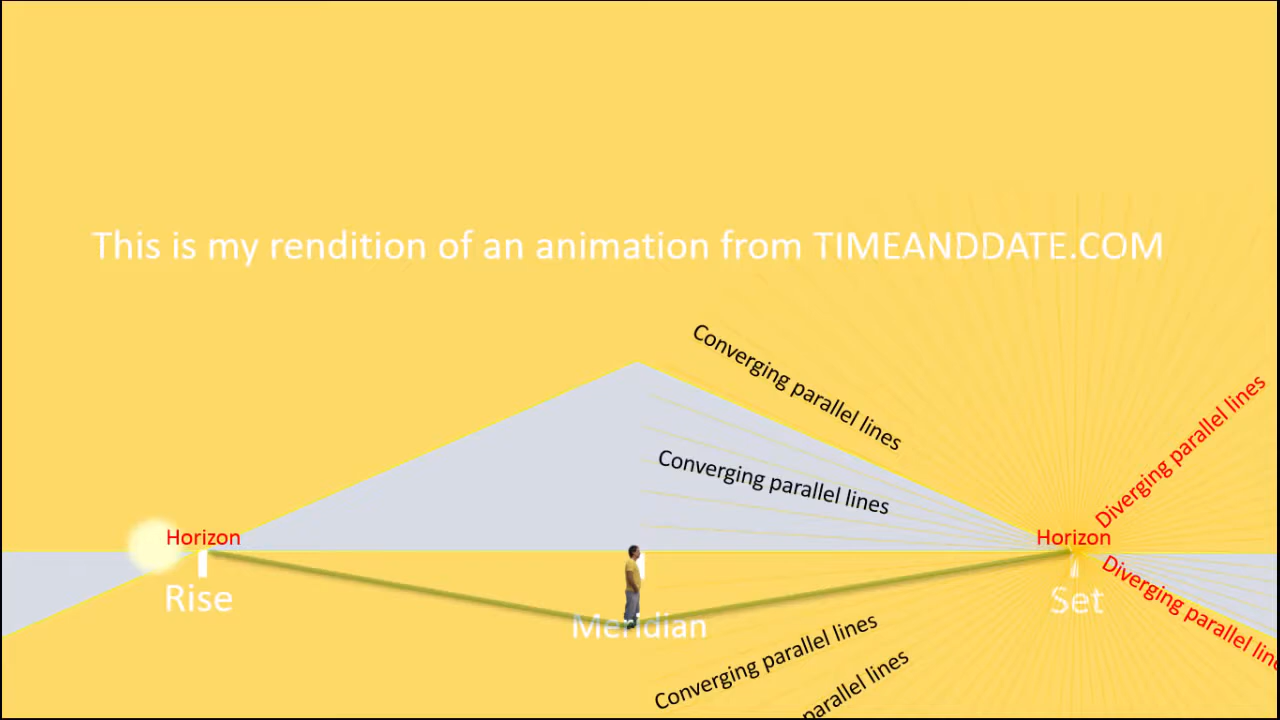 This is my rendition of an animation from TIMEANDDATE.COM
Converging parallel lines
Diverging parallel lines
Converging parallel lines
Horizon
Horizon
Rise
Meridian
Set
Diverging parallel
Converging parallel lines
parallel lines